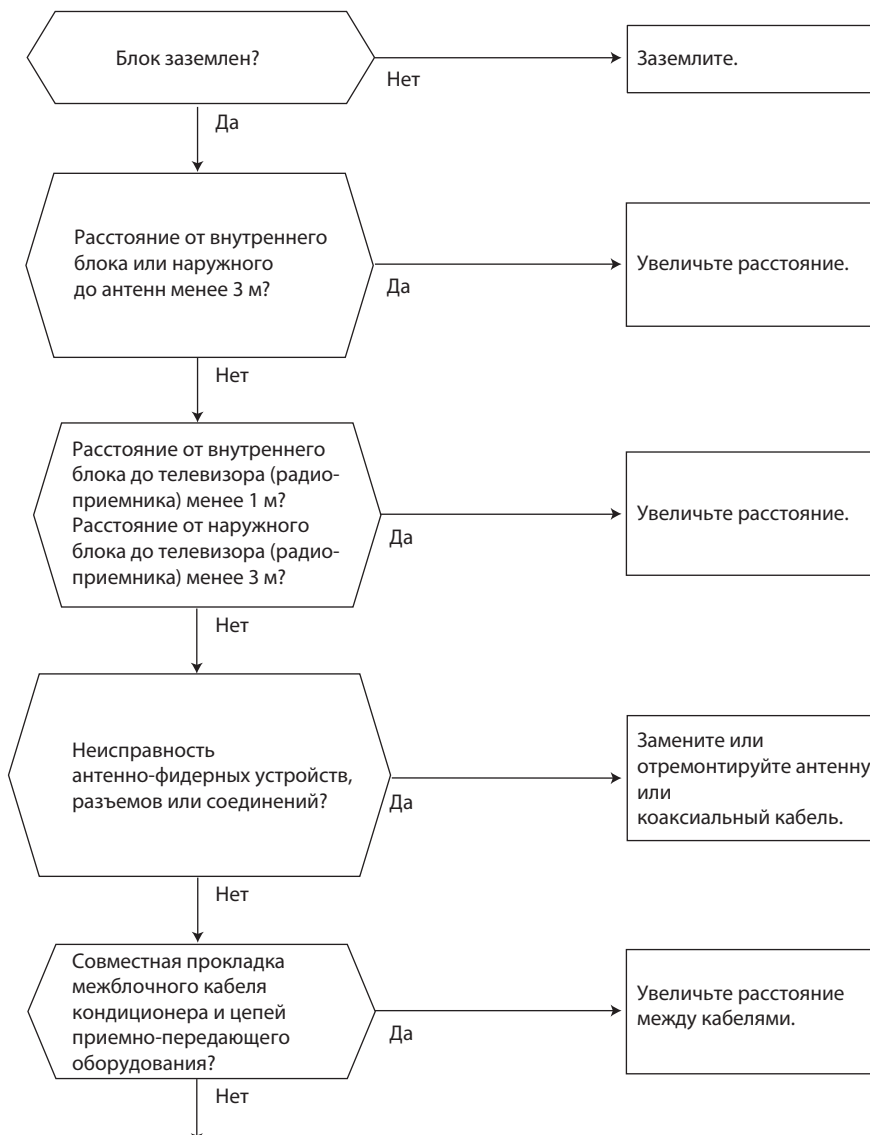 Блок заземлен?
Нет
Заземлите.
Да
Расстояние от внутреннего
блока или наружного
до антенн менее 3 м?
Да
Увеличьте расстояние.
Нет
Расстояние от внутреннего
блока до телевизора (радио-
приемника) менее 1 м?
Расстояние от наружного
блока до телевизора (радио-
приемника) менее 3 м?
Да
Увеличьте расстояние.
Нет
Неисправность
антенно-фидерных устройств,
разъемов или соединений?
Да
Замените или
отремонтируйте антенну
или
коаксиальный кабель.
Нет
Совместная прокладка
межблочного кабеля
кондиционера и цепей
приемно-передающего
оборудования?
Да
Увеличьте расстояние
между кабелями.
Нет